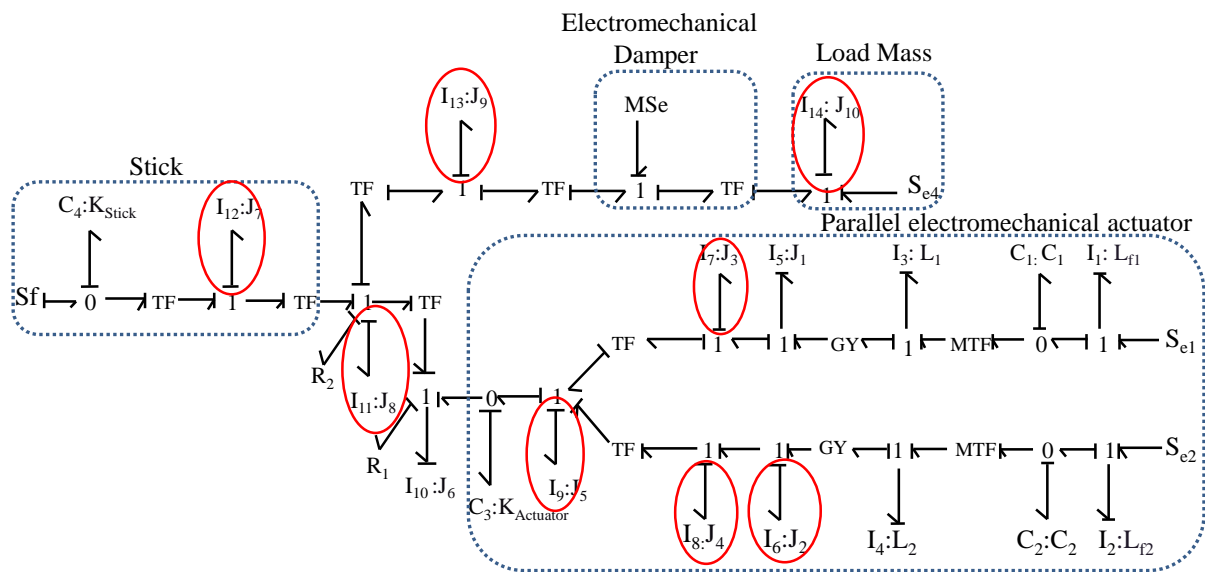 Electromechanical
Damper
Load Mass
I₁₃:J₉
MSe
I₁₄: J₁₀
Stick
TF
1
TF
1
TF
1
Sₑ₄
C₄:K_Stick
I₁₂:J₇
Parallel electromechanical actuator
I₇:J₃
I₅:J₁
I₃: L₁
C₁: C₁
I₁: L_f1
Sf
0
TF
1
TF
1
TF
TF
1
1
GY
1
MTF
0
1
Sₑ₁
R₂
I₁₁:J₈
1
0
1
R₁
I₁₀:J₆
C₃:K_Actuator
I₉:J₅
TF
1
1
GY
1
MTF
0
1
Sₑ₂
I₈:J₄
I₆:J₂
I₄:L₂
C₂:C₂
I₂:L_f2